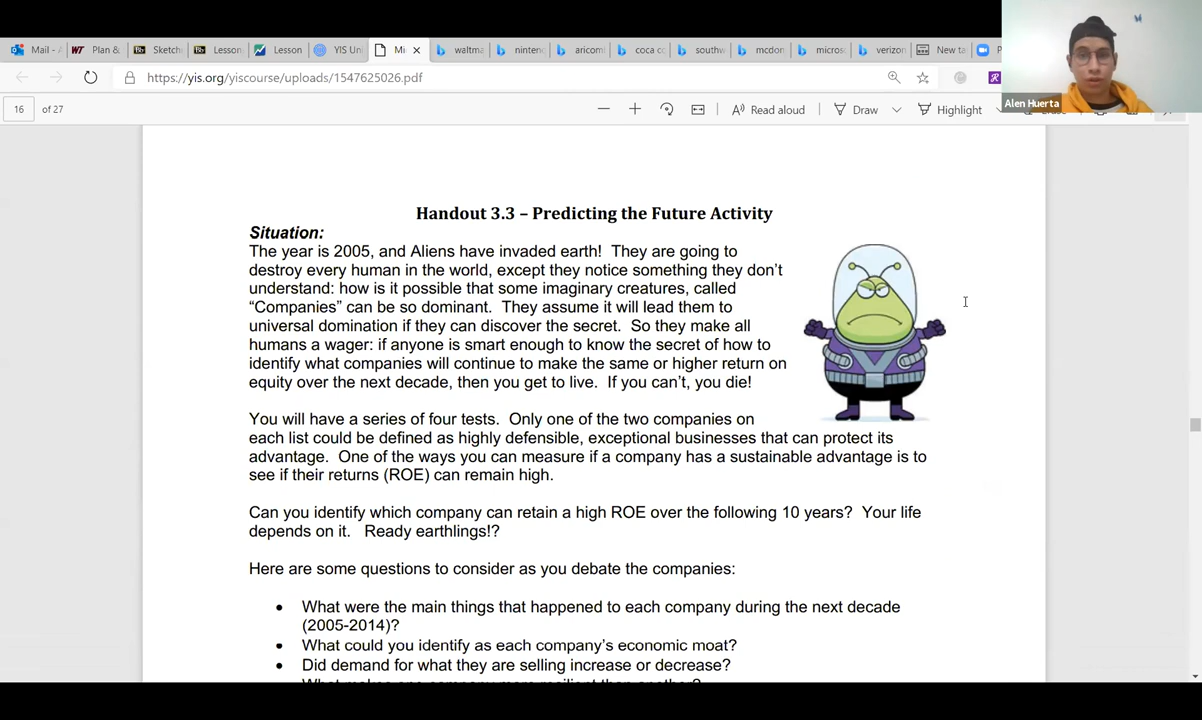 Mail -
Plan &
Sketch
Lesson
Lesson
YIS Un
Mi
waltma
ninten
aricom
coca co
southw
mcdon
micros
verizon
New ta
https://yis.org/yiscourse/uploads/1547625026.pdf
Alen Huerta
16 of 27
Read aloud
Draw
Highlight
Handout 3.3 – Predicting the Future Activity
Situation:
The year is 2005, and Aliens have invaded earth! They are going to
destroy every human in the world, except they notice something they don't
understand: how is it possible that some imaginary creatures, called
“Companies” can be so dominant. They assume it will lead them to
universal domination if they can discover the secret. So they make all
humans a wager: if anyone is smart enough to know the secret of how to
identify what companies will continue to make the same or higher return on
equity over the next decade, then you get to live. If you can't, you die!
You will have a series of four tests. Only one of the two companies on
each list could be defined as highly defensible, exceptional businesses that can protect its
advantage. One of the ways you can measure if a company has a sustainable advantage is to
see if their returns (ROE) can remain high.
Can you identify which company can retain a high ROE over the following 10 years? Your life
depends on it. Ready earthlings!?
Here are some questions to consider as you debate the companies:
• What were the main things that happened to each company during the next decade
(2005-2014)?
• What could you identify as each company's economic moat?
• Did demand for what they are selling increase or decrease?
What makes one company more resilient than another?